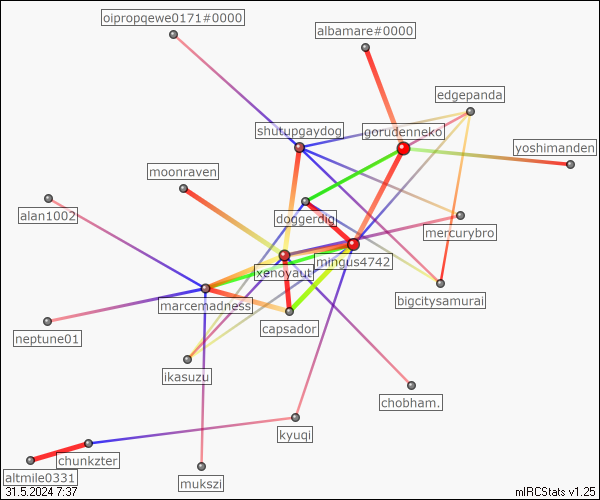 oipropqewe0171#0000
albamare#0000
edgepanda
shutupgaydog
gorudenneko
yoshimanden
moonraven
alan1002
doggerdig
mercurybro
xenoyaut
mingus4742
marcemadness
bigcitysamurai
capsador
neptune01
ikasuzu
chobham.
kyuqi
chunkzter
altmile0331
mukszi
31.5.2024 7:37
mIRCStats v1.25